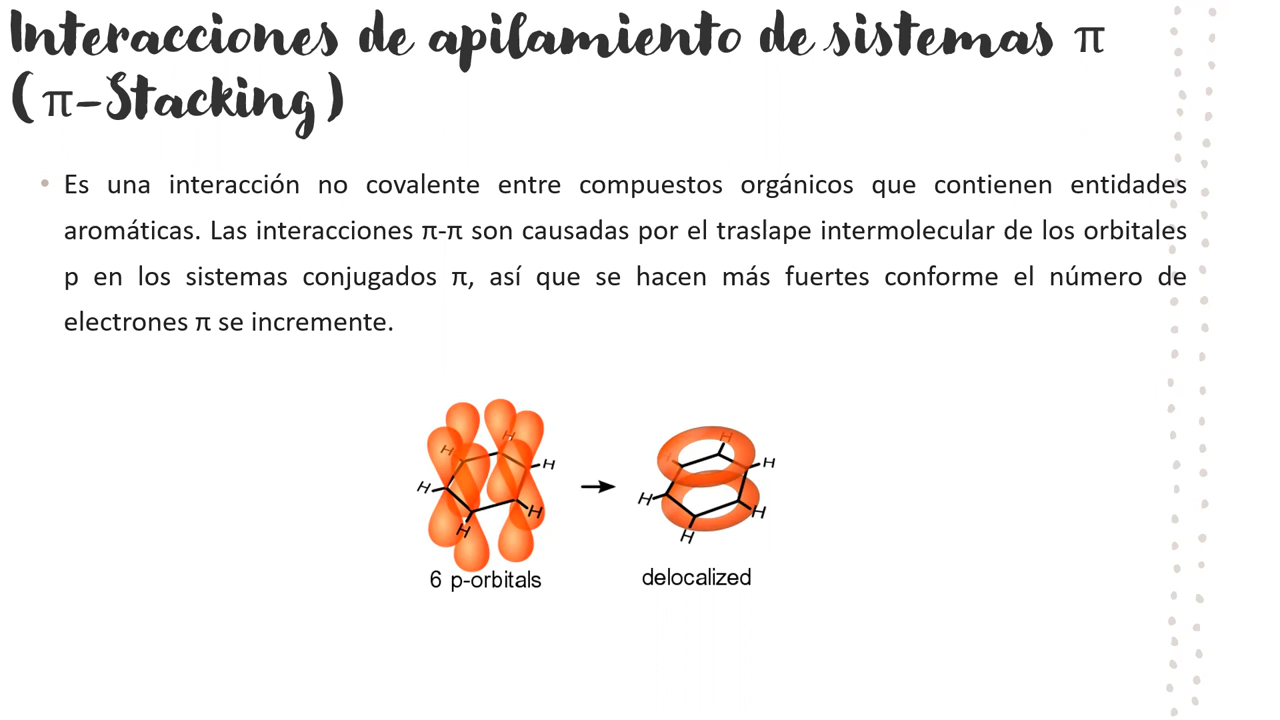 Interacciones de apilamiento de sistemas π
(π-Stacking)
• Es una interacción no covalente entre compuestos orgánicos que contienen entidades
aromáticas. Las interacciones π-π son causadas por el traslape intermolecular de los orbitales
p en los sistemas conjugados π, así que se hacen más fuertes conforme el número de
electrones π se incremente.
H H H H H H
H H H H H
6 p-orbitals
delocalized